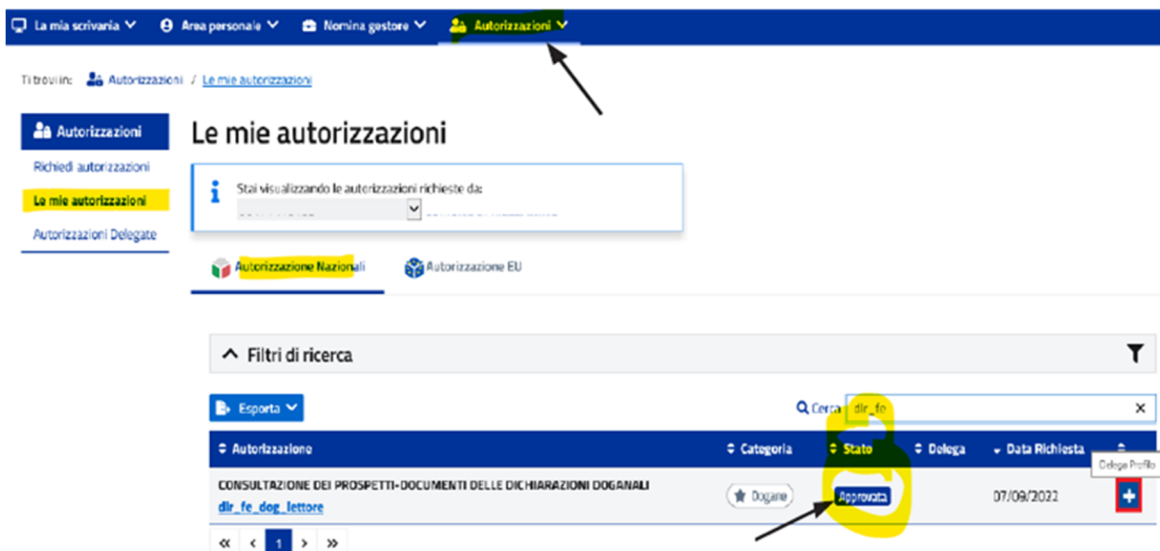 La mia scrivania Area personale Nomina gestore Autorizzazioni
Ti trovi in: Autorizzazioni / Le mie autorizzazioni
Autorizzazioni
Richiedi autorizzazioni
Le mie autorizzazioni
Autorizzazioni Delegate
Le mie autorizzazioni
Stai visualizzando le autorizzazioni richieste da:
Autorizzazione Nazionali Autorizzazione EU
Filtri di ricerca
Esporta Cerca dlr_fe
Autorizzazione Categoria Stato Delega Data Richiesta
Delega Profilo
CONSULTAZIONE DEI PROSPETTI-DOCUMENTI DELLE DICHIARAZIONI DOGANALI
dlr_fe_dog_lettore
Dogane Approvata 07/09/2022 +
« < 1 > »